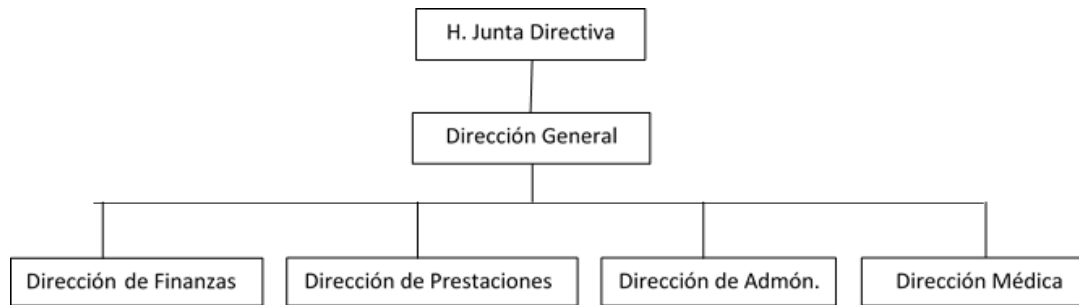 H. Junta Directiva
Dirección General
Dirección de Finanzas
Dirección de Prestaciones
Dirección de Admón.
Dirección Médica